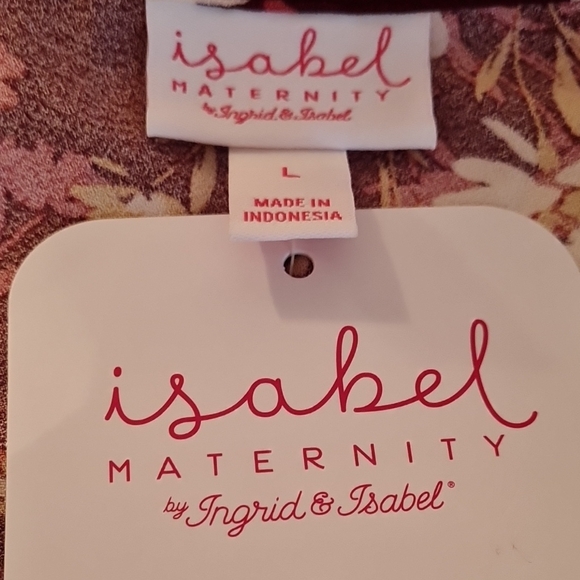 isabel
MATERNITY
by Ingrid & Isabel
L
MADE IN
INDONESIA
isabel
MATERNITY
by Ingrid & Isabel®